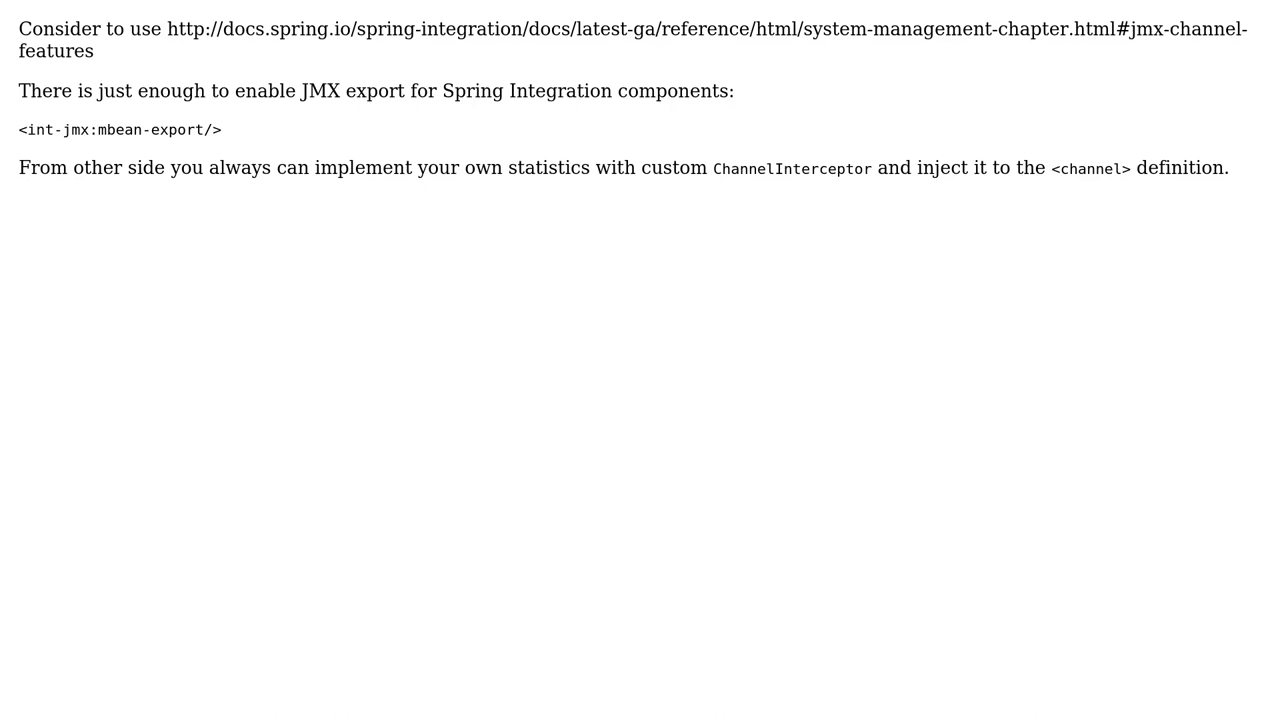 Consider to use http://docs.spring.io/spring-integration/docs/latest-ga/reference/html/system-management-chapter.html#jmx-channel-
features
There is just enough to enable JMX export for Spring Integration components:
<int-jmx:mbean-export/>
From other side you always can implement your own statistics with custom ChannelInterceptor and inject it to the <channel> definition.